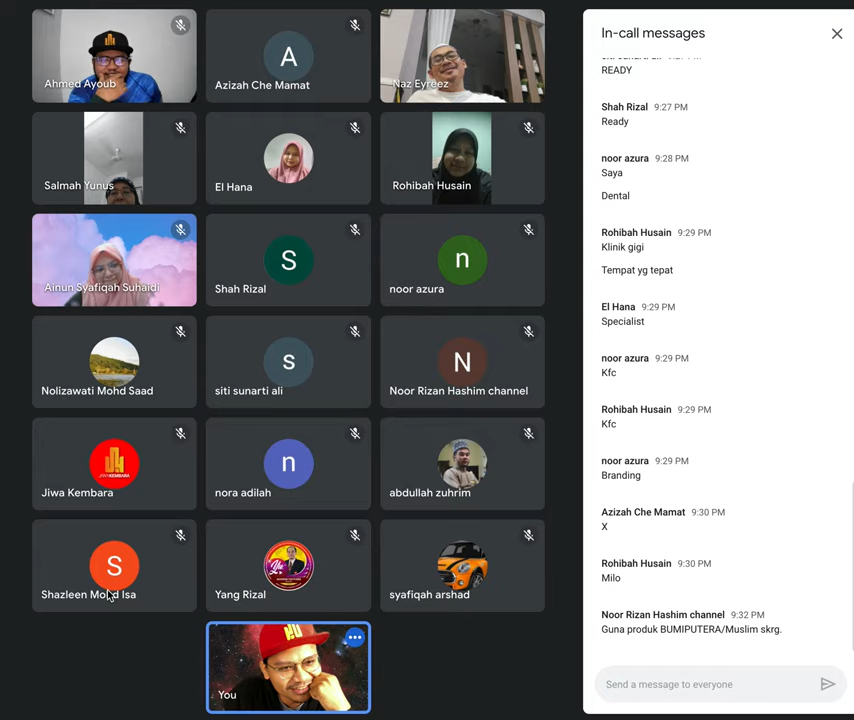 Ahmed Ayoub
A
Azizah Che Mamat
Naz Eyreez
Salmah Yunus
El Hana
Rohibah Husain
Ainun Syafiqah Suhaidi
S
Shah Rizal
n
noor azura
Nolizawati Mohd Saad
s
siti sunarti ali
N
Noor Rizan Hashim channel
Jiwa Kembara
n
nora adilah
abdullah zuhrim
S
Shazleen Mohd Isa
Yang Rizal
syafiqah arshad
You
In-call messages
READY
Shah Rizal 9:27 PM
Ready
noor azura 9:28 PM
Saya
Dental
Rohibah Husain 9:29 PM
Klinik gigi
Tempat yg tepat
El Hana 9:29 PM
Specialist
noor azura 9:29 PM
Kfc
Rohibah Husain 9:29 PM
Kfc
noor azura 9:29 PM
Branding
Azizah Che Mamat 9:30 PM
X
Rohibah Husain 9:30 PM
Milo
Noor Rizan Hashim channel 9:32 PM
Guna produk BUMIPUTERA/Muslim skrg.
Send a message to everyone